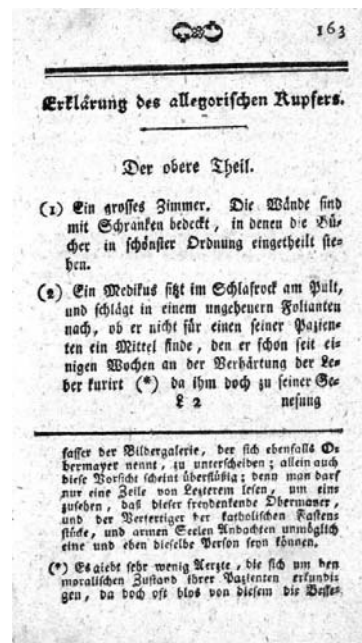 163
Erklärung des allegorischen Kupfers.
Der obere Theil.
(1) Ein grosses Zimmer. Die Wände sind
mit Schranken bedeckt, in denen die Bü-
cher in schönster Ordnung eingetheilt ste-
hen.
(2) Ein Medikus sitzt im Schlafrock am Pult,
und schlägt in einem ungeheuern Folianten
nach, ob er nicht für einen seiner Pazien-
ten ein Mittel finde, den er schon seit ei-
nigen Wochen an der Verhärtung der Le-
ber kurirt (*) da ihm doch zu seiner Ge-
L 2 nesung
fasser der Bildergalerie, der sich ebenfalls O-
bermayer nennt, zu unterscheiden; allein auch
diese Vorsicht scheint überflüßig; denn man darf
nur eine Zeile von Lezterem lesen, um ein-
zusehen, daß dieser freydenkende Obermayer,
und der Verfertiger der katholischen Fasten-
stücke, und armen Seelen Andachten unmöglich
eine und eben dieselbe Person seyn können.
(*) Es giebt sehr wenig Aerzte, die sich um den
moralischen Zustand ihrer Pazienten erkundi-
gen, da doch oft blos von diesem die Besse-